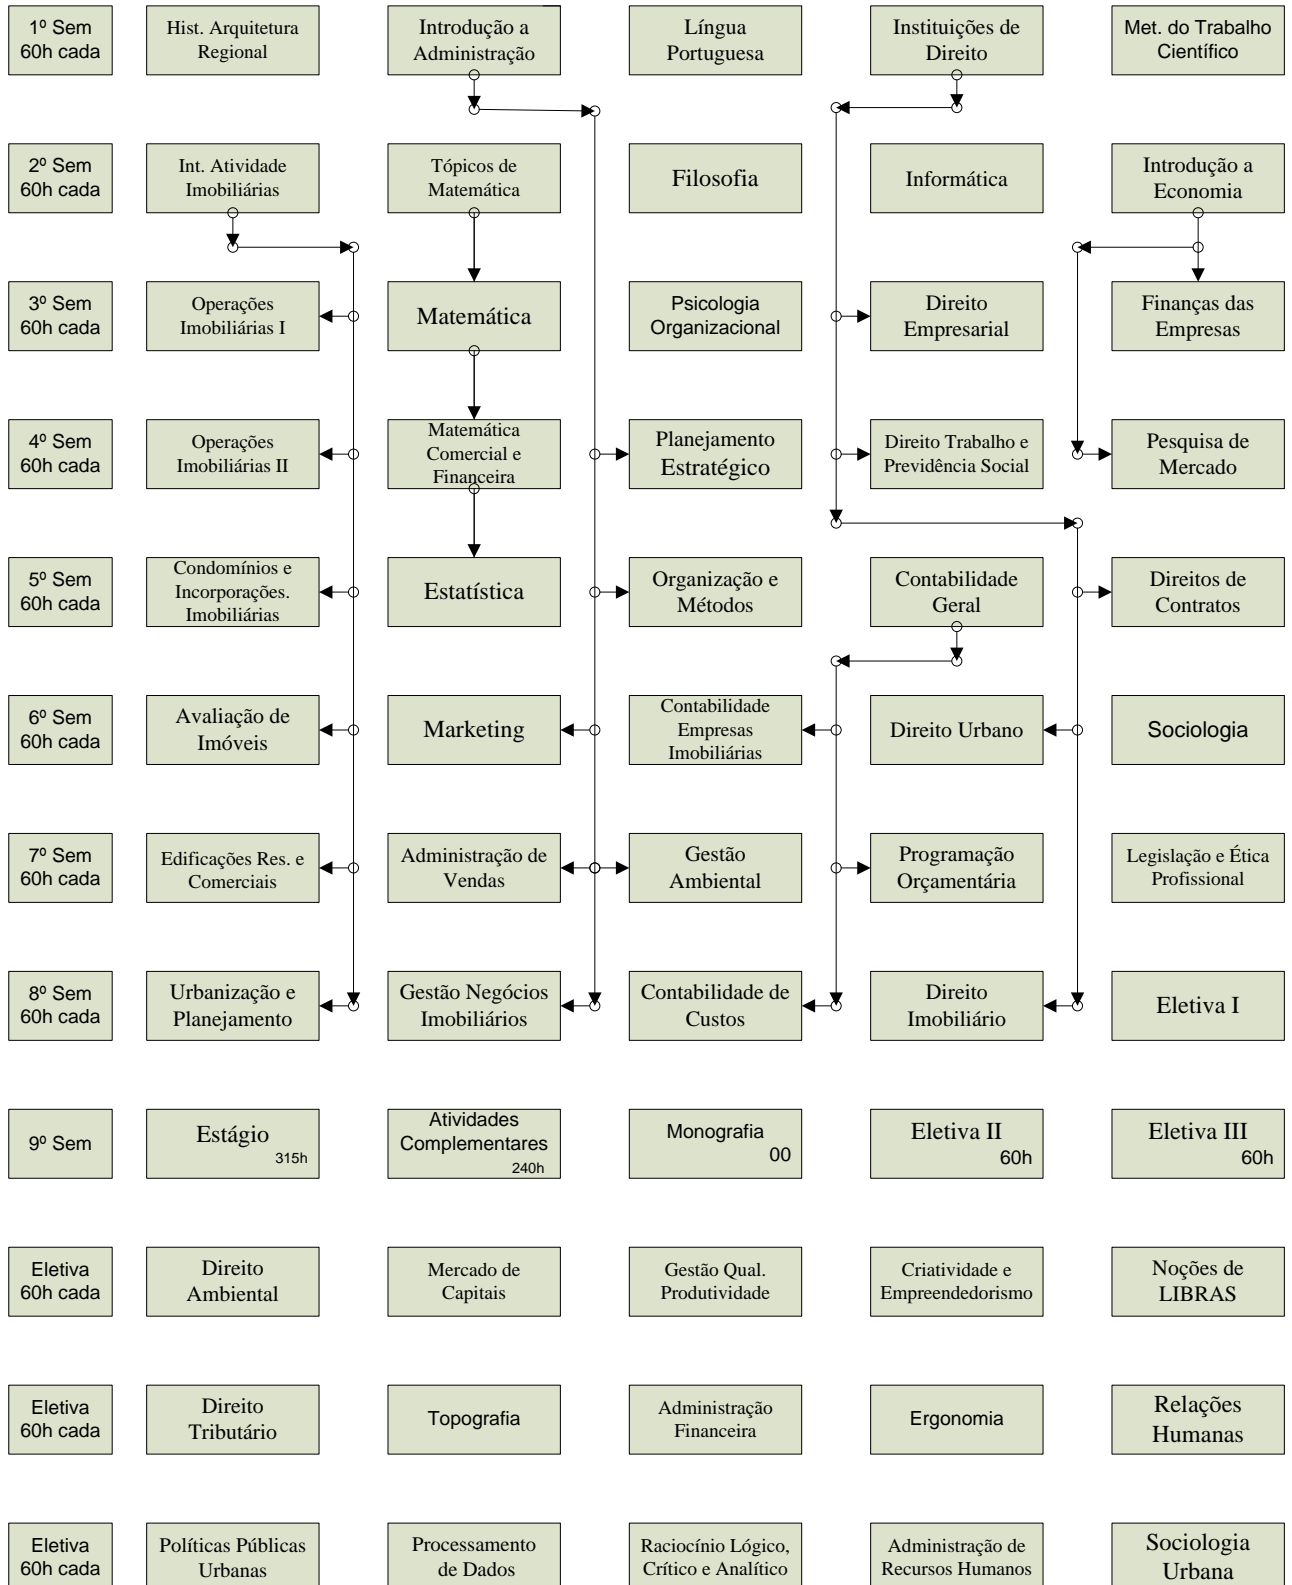 1º Sem
60h cada
Hist. Arquitetura
Regional
Introdução a
Administração
Língua
Portuguesa
Instituições de
Direito
Met. do Trabalho
Científico
2º Sem
60h cada
Int. Atividade
Imobiliárias
Tópicos de
Matemática
Filosofia
Informática
Introdução a
Economia
3º Sem
60h cada
Operações
Imobiliárias I
Matemática
Psicologia
Organizacional
Direito
Empresarial
Finanças das
Empresas
4º Sem
60h cada
Operações
Imobiliárias II
Matemática
Comercial e
Financeira
Planejamento
Estratégico
Direito Trabalho e
Previdência Social
Pesquisa de
Mercado
5º Sem
60h cada
Condomínios e
Incorporações.
Imobiliárias
Estatística
Organização e
Métodos
Contabilidade
Geral
Direitos de
Contratos
6º Sem
60h cada
Avaliação de
Imóveis
Marketing
Contabilidade
Empresas
Imobiliárias
Direito Urbano
Sociologia
7º Sem
60h cada
Edificações Res. e
Comerciais
Administração de
Vendas
Gestão
Ambiental
Programação
Orçamentária
Legislação e Ética
Profissional
8º Sem
60h cada
Urbanização e
Planejamento
Gestão Negócios
Imobiliários
Contabilidade de
Custos
Direito
Imobiliário
Eletiva I
9º Sem
Estágio
315h
Atividades
Complementares
240h
Monografia
00
Eletiva II
60h
Eletiva III
60h
Eletiva
60h cada
Direito
Ambiental
Mercado de
Capitais
Gestão Qual.
Produtividade
Criatividade e
Empreendedorismo
Noções de
LIBRAS
Eletiva
60h cada
Direito
Tributário
Topografia
Administração
Financeira
Ergonomia
Relações
Humanas
Eletiva
60h cada
Políticas Públicas
Urbanas
Processamento
de Dados
Raciocínio Lógico,
Crítico e Analítico
Administração de
Recursos Humanos
Sociologia
Urbana